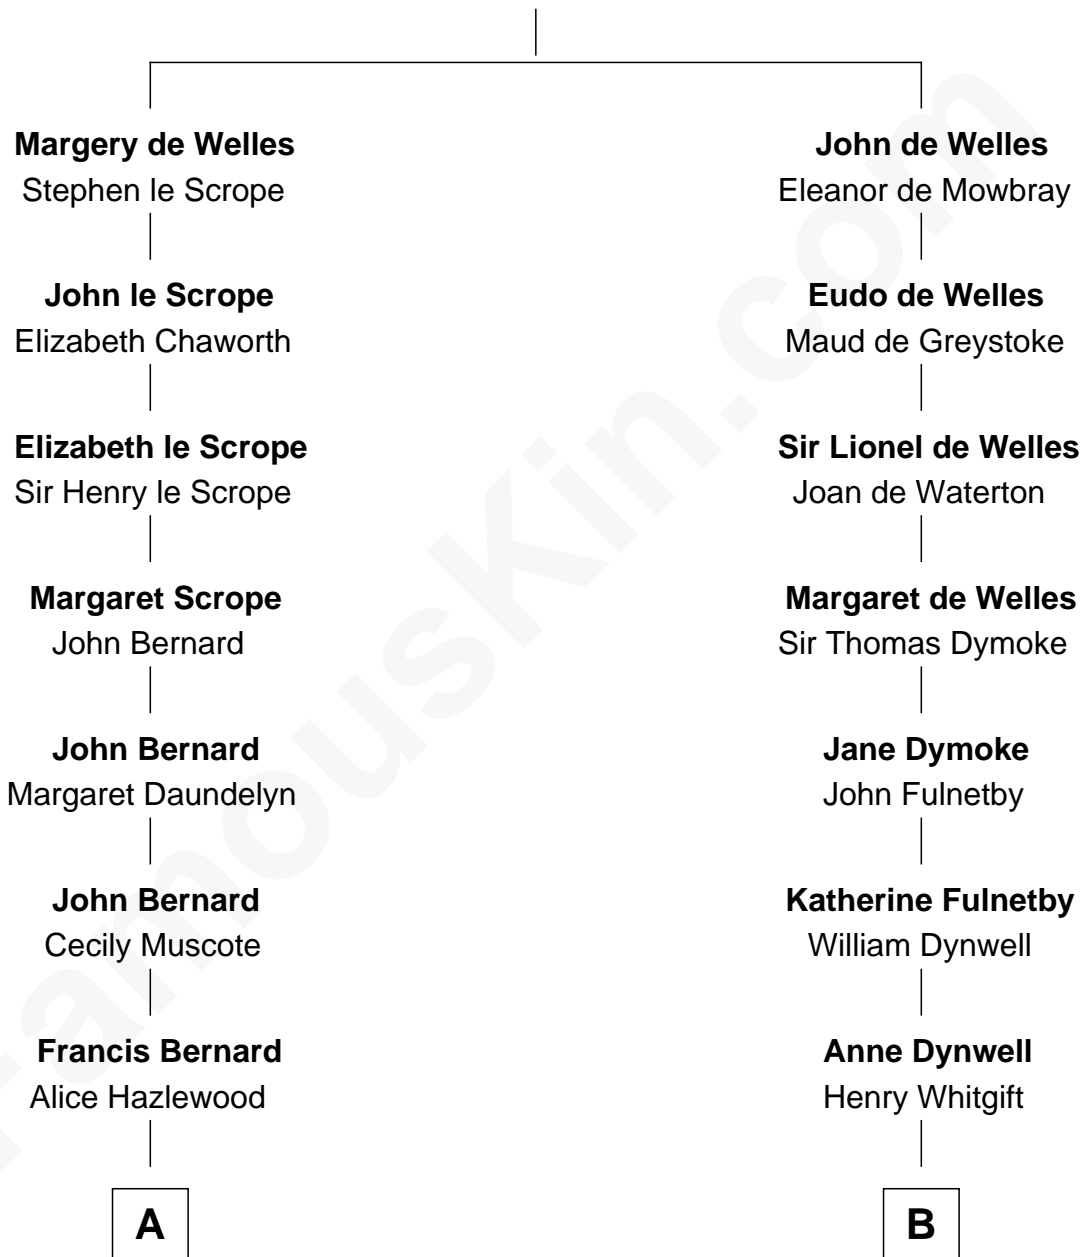 Margery de Welles
Stephen le Scrope
John le Scrope
Elizabeth Chaworth
Elizabeth le Scrope
Sir Henry le Scrope
Margaret Scrope
John Bernard
John Bernard
Margaret Daundelyn
John Bernard
Cecily Muscote
Francis Bernard
Alice Hazlewood
A
John de Welles
Eleanor de Mowbray
Eudo de Welles
Maud de Greystoke
Sir Lionel de Welles
Joan de Waterton
Margaret de Welles
Sir Thomas Dymoke
Jane Dymoke
John Fulnetby
Katherine Fulnetby
William Dynwell
Anne Dynwell
Henry Whitgift
B
FamousKin.com